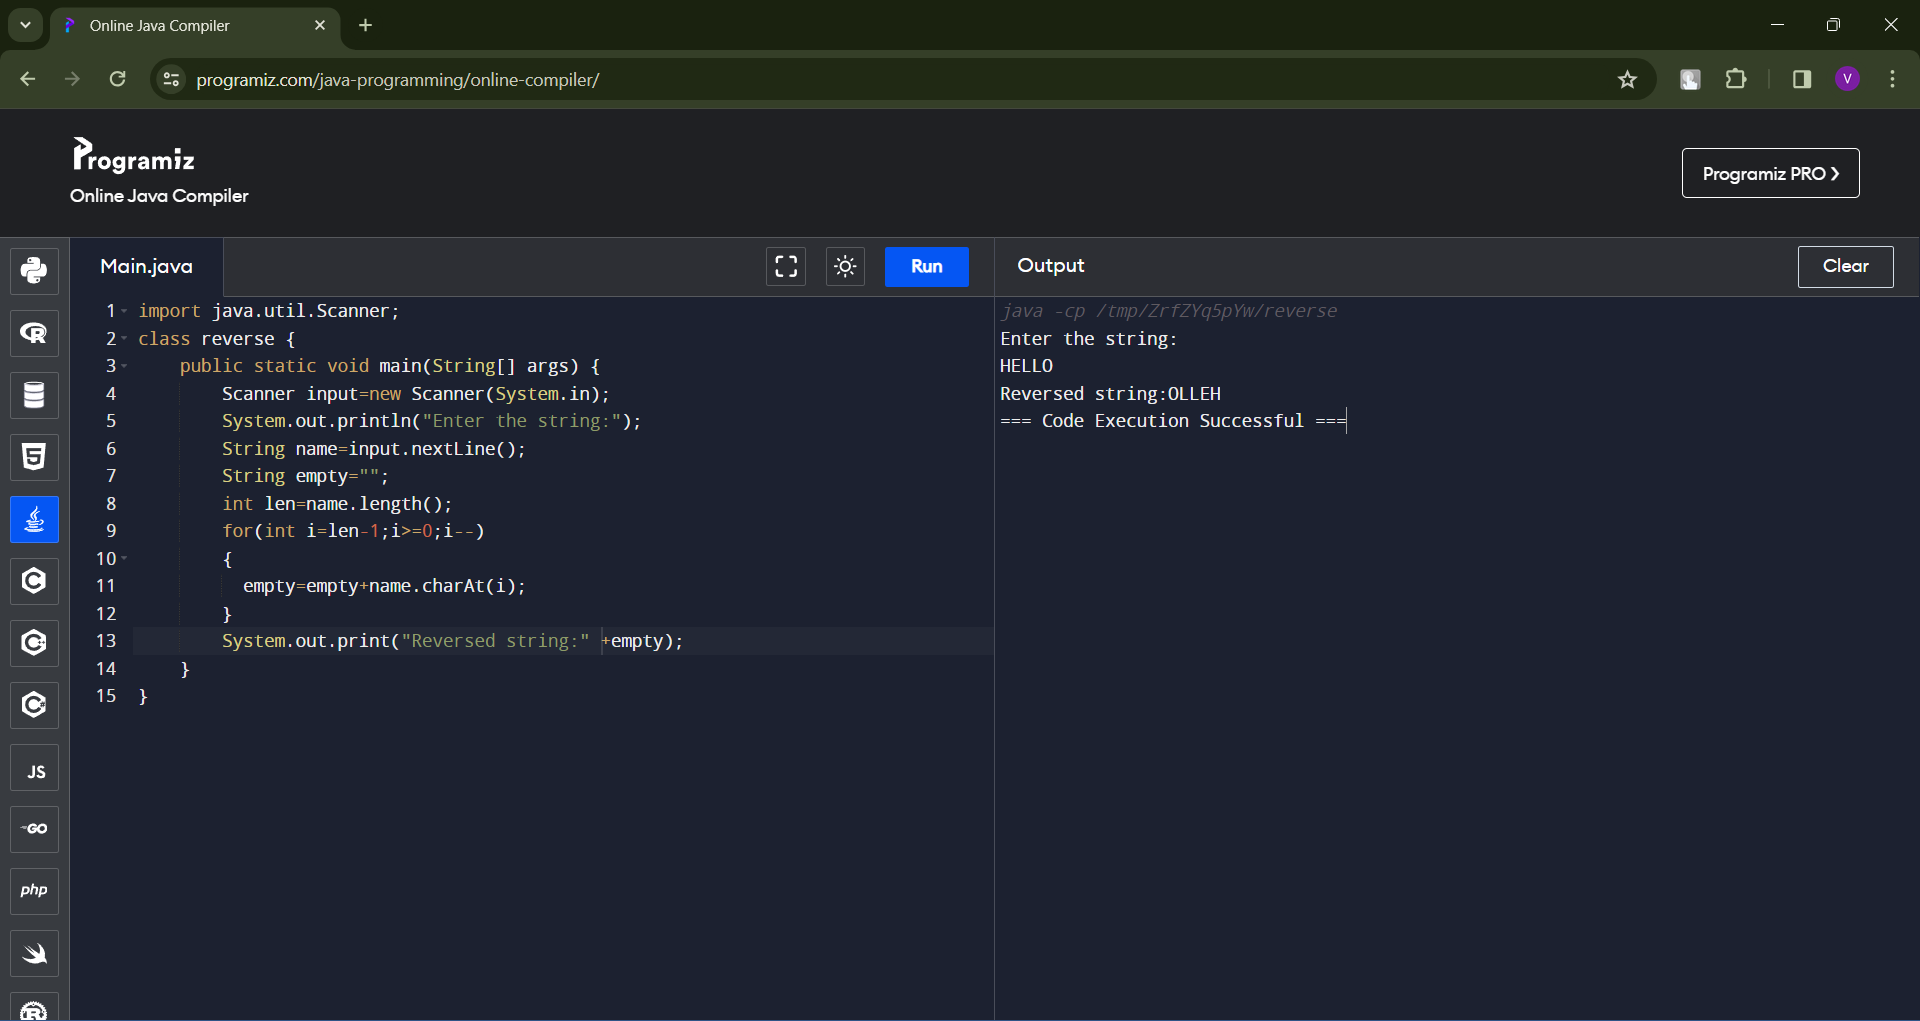 Online Java Compiler
programiz.com/java-programming/online-compiler/
V
Programiz
Online Java Compiler
Programiz PRO ❯
Main.java
Run
Output
Clear
1 import java.util.Scanner;
2 class reverse {
3     public static void main(String[] args) {
4         Scanner input=new Scanner(System.in);
5         System.out.println("Enter the string:");
6         String name=input.nextLine();
7         String empty="";
8         int len=name.length();
9         for(int i=len-1;i>=0;i--)
10         {
11           empty=empty+name.charAt(i);
12         }
13         System.out.print("Reversed string:" +empty);
14     }
15 }
java -cp /tmp/ZrfZYq5pYw/reverse
Enter the string:
HELLO
Reversed string:OLLEH
=== Code Execution Successful ===
R
5
C
C
C
JS
GO
php
R